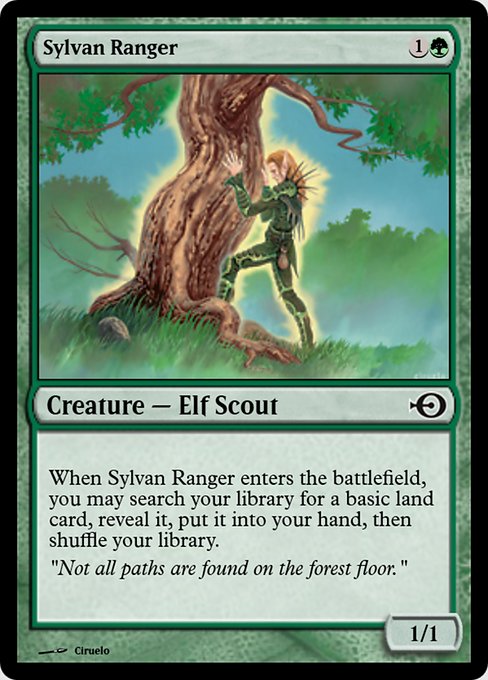 Sylvan Ranger 1
Creature — Elf Scout
When Sylvan Ranger enters the battlefield,
you may search your library for a basic land
card, reveal it, put it into your hand, then
shuffle your library.
"Not all paths are found on the forest floor."
1/1
Ciruelo